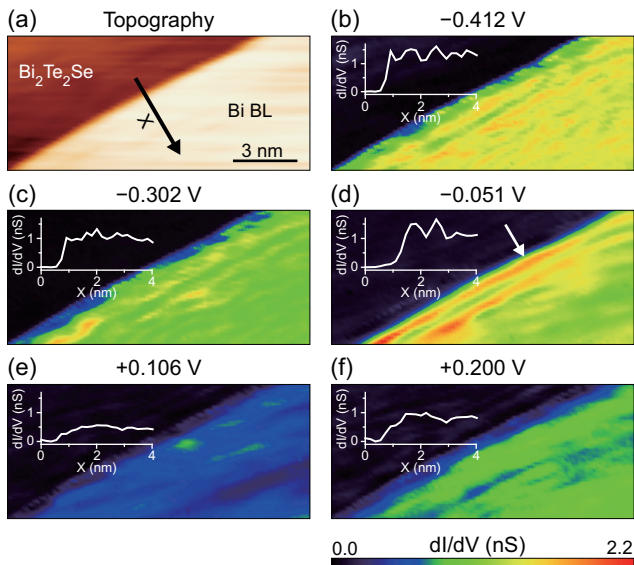 (a) Topography
Bi₂Te₂Se
X
Bi BL
3 nm
(b) −0.412 V
dI/dV (nS)
1
0
0 2 4
X (nm)
(c) −0.302 V
dI/dV (nS)
1
0
0 2 4
X (nm)
(d) −0.051 V
dI/dV (nS)
1
0
0 2 4
X (nm)
(e) +0.106 V
dI/dV (nS)
1
0
0 2 4
X (nm)
(f) +0.200 V
dI/dV (nS)
1
0
0 2 4
X (nm)
0.0 dI/dV (nS) 2.2